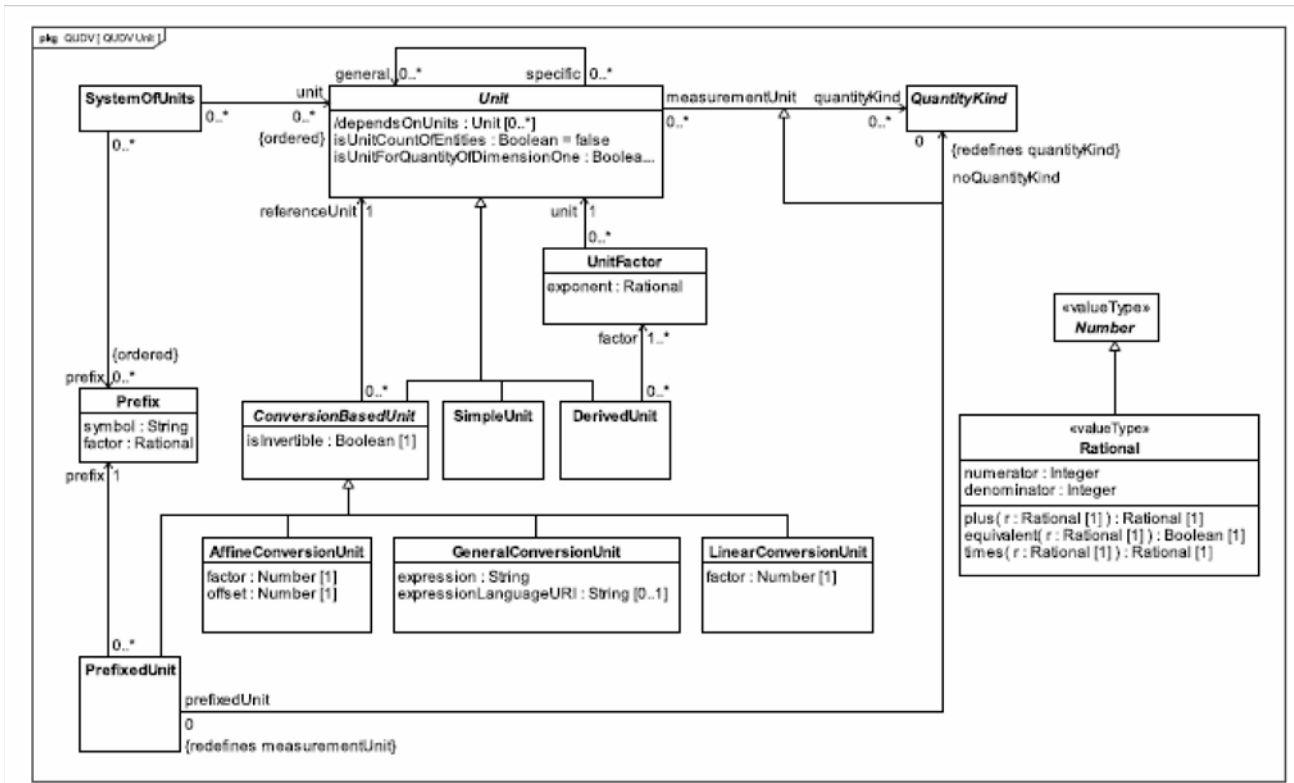 pkg QUDV [ QUDV Unit ]
general 0..*
specific 0..*
SystemOfUnits
0..*
0..*
unit
0..*
{ordered}
Unit
/dependsOnUnits : Unit [0..*]
isUnitCountOfEntities : Boolean = false
isUnitForQuantityOfDimensionOne : Boolea...
measurementUnit
0..*
quantityKind
0..*
QuantityKind
0
{redefines quantityKind}
noQuantityKind
referenceUnit 1
unit 1
0..*
UnitFactor
exponent : Rational
factor 1..*
0..*
«valueType»
Number
{ordered}
prefix 0..*
Prefix
symbol : String
factor : Rational
prefix 1
0..*
ConversionBasedUnit
isInvertible : Boolean [1]
SimpleUnit
DerivedUnit
«valueType»
Rational
numerator : Integer
denominator : Integer
plus( r : Rational [1] ) : Rational [1]
equivalent( r : Rational [1] ) : Boolean [1]
times( r : Rational [1] ) : Rational [1]
AffineConversionUnit
factor : Number [1]
offset : Number [1]
GeneralConversionUnit
expression : String
expressionLanguageURI : String [0..1]
LinearConversionUnit
factor : Number [1]
0..*
PrefixedUnit
prefixedUnit
0
{redefines measurementUnit}